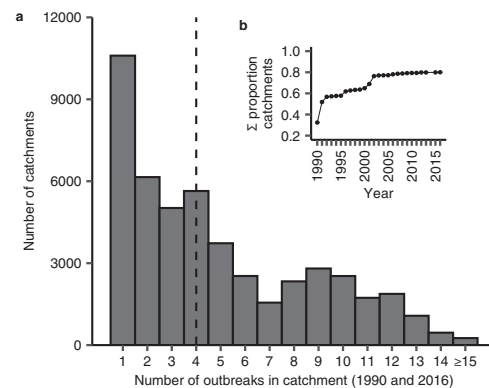 a
12000
9000
6000
3000
0
Number of catchments
1 2 3 4 5 6 7 8 9 10 11 12 13 14 ≥15
Number of outbreaks in catchment (1990 and 2016)
b
1.0
0.8
0.6
0.4
0.2
Σ proportion
catchments
1990 1995 2000 2005 2010 2015
Year